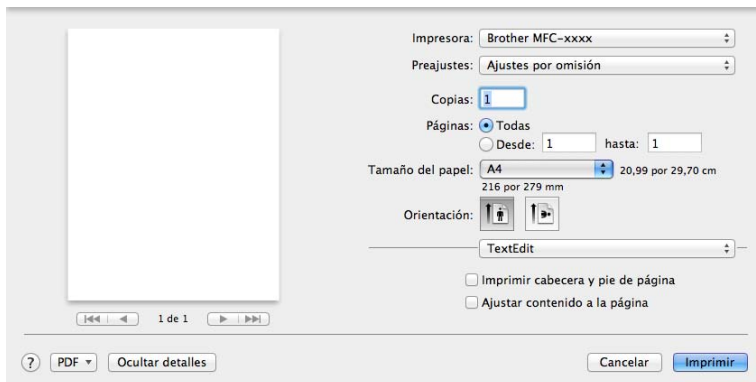 Impresora: Brother MFC-xxxx
Preajustes: Ajustes por omisión
Copias: 1
Páginas: Todas
Desde: 1 hasta: 1
Tamaño del papel: A4 20,99 por 29,70 cm
216 por 279 mm
Orientación:
TextEdit
Imprimir cabecera y pie de página
Ajustar contenido a la página
1 de 1
? PDF Ocultar detalles Cancelar Imprimir